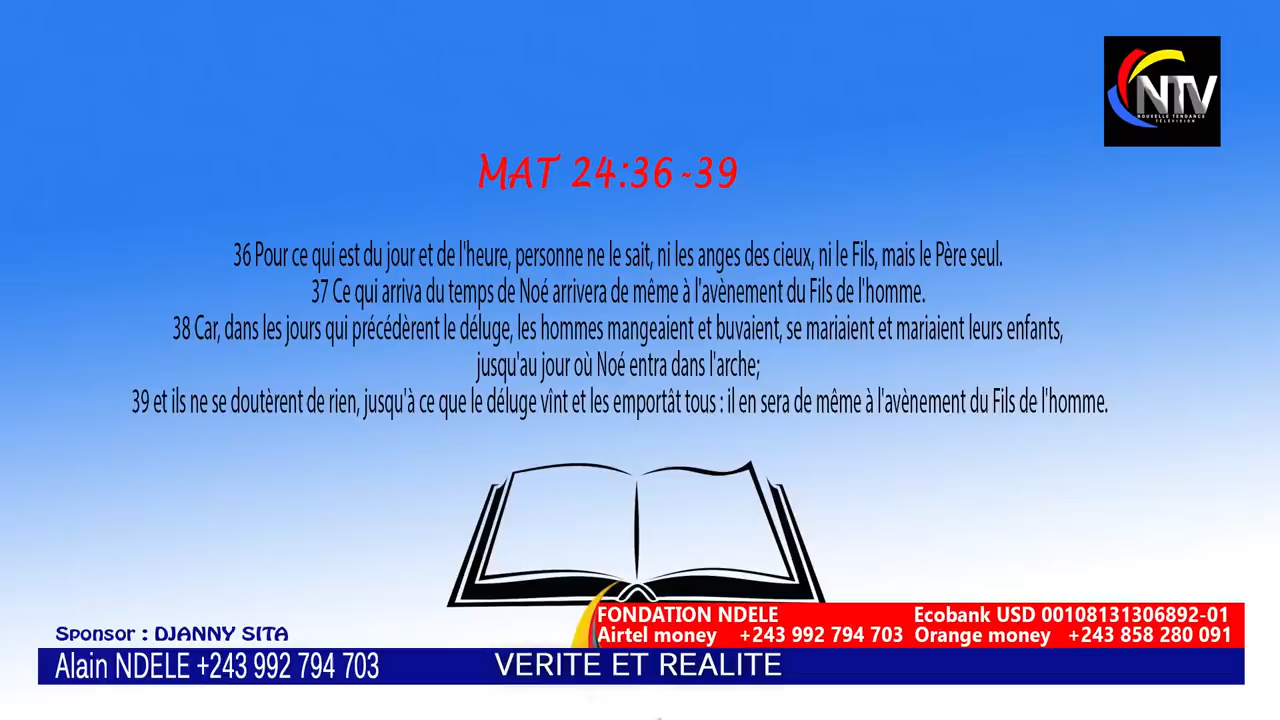 NTV
NOUVELLE TENDANCE
TELEVISION
MAT 24:36-39
36 Pour ce qui est du jour et de l'heure, personne ne le sait, ni les anges des cieux, ni le Fils, mais le Père seul.
37 Ce qui arriva du temps de Noé arrivera de même à l'avènement du Fils de l'homme.
38 Car, dans les jours qui précédèrent le déluge, les hommes mangeaient et buvaient, se mariaient et mariaient leurs enfants,
jusqu'au jour où Noé entra dans l'arche;
39 et ils ne se doutèrent de rien, jusqu'à ce que le déluge vînt et les emportât tous : il en sera de même à l'avènement du Fils de l'homme.
FONDATION NDELE Ecobank USD 00108131306892-01
Airtel money +243 992 794 703 Orange money +243 858 280 091
Sponsor : DJANNY SITA
Alain NDELE +243 992 794 703 VERITE ET REALITE